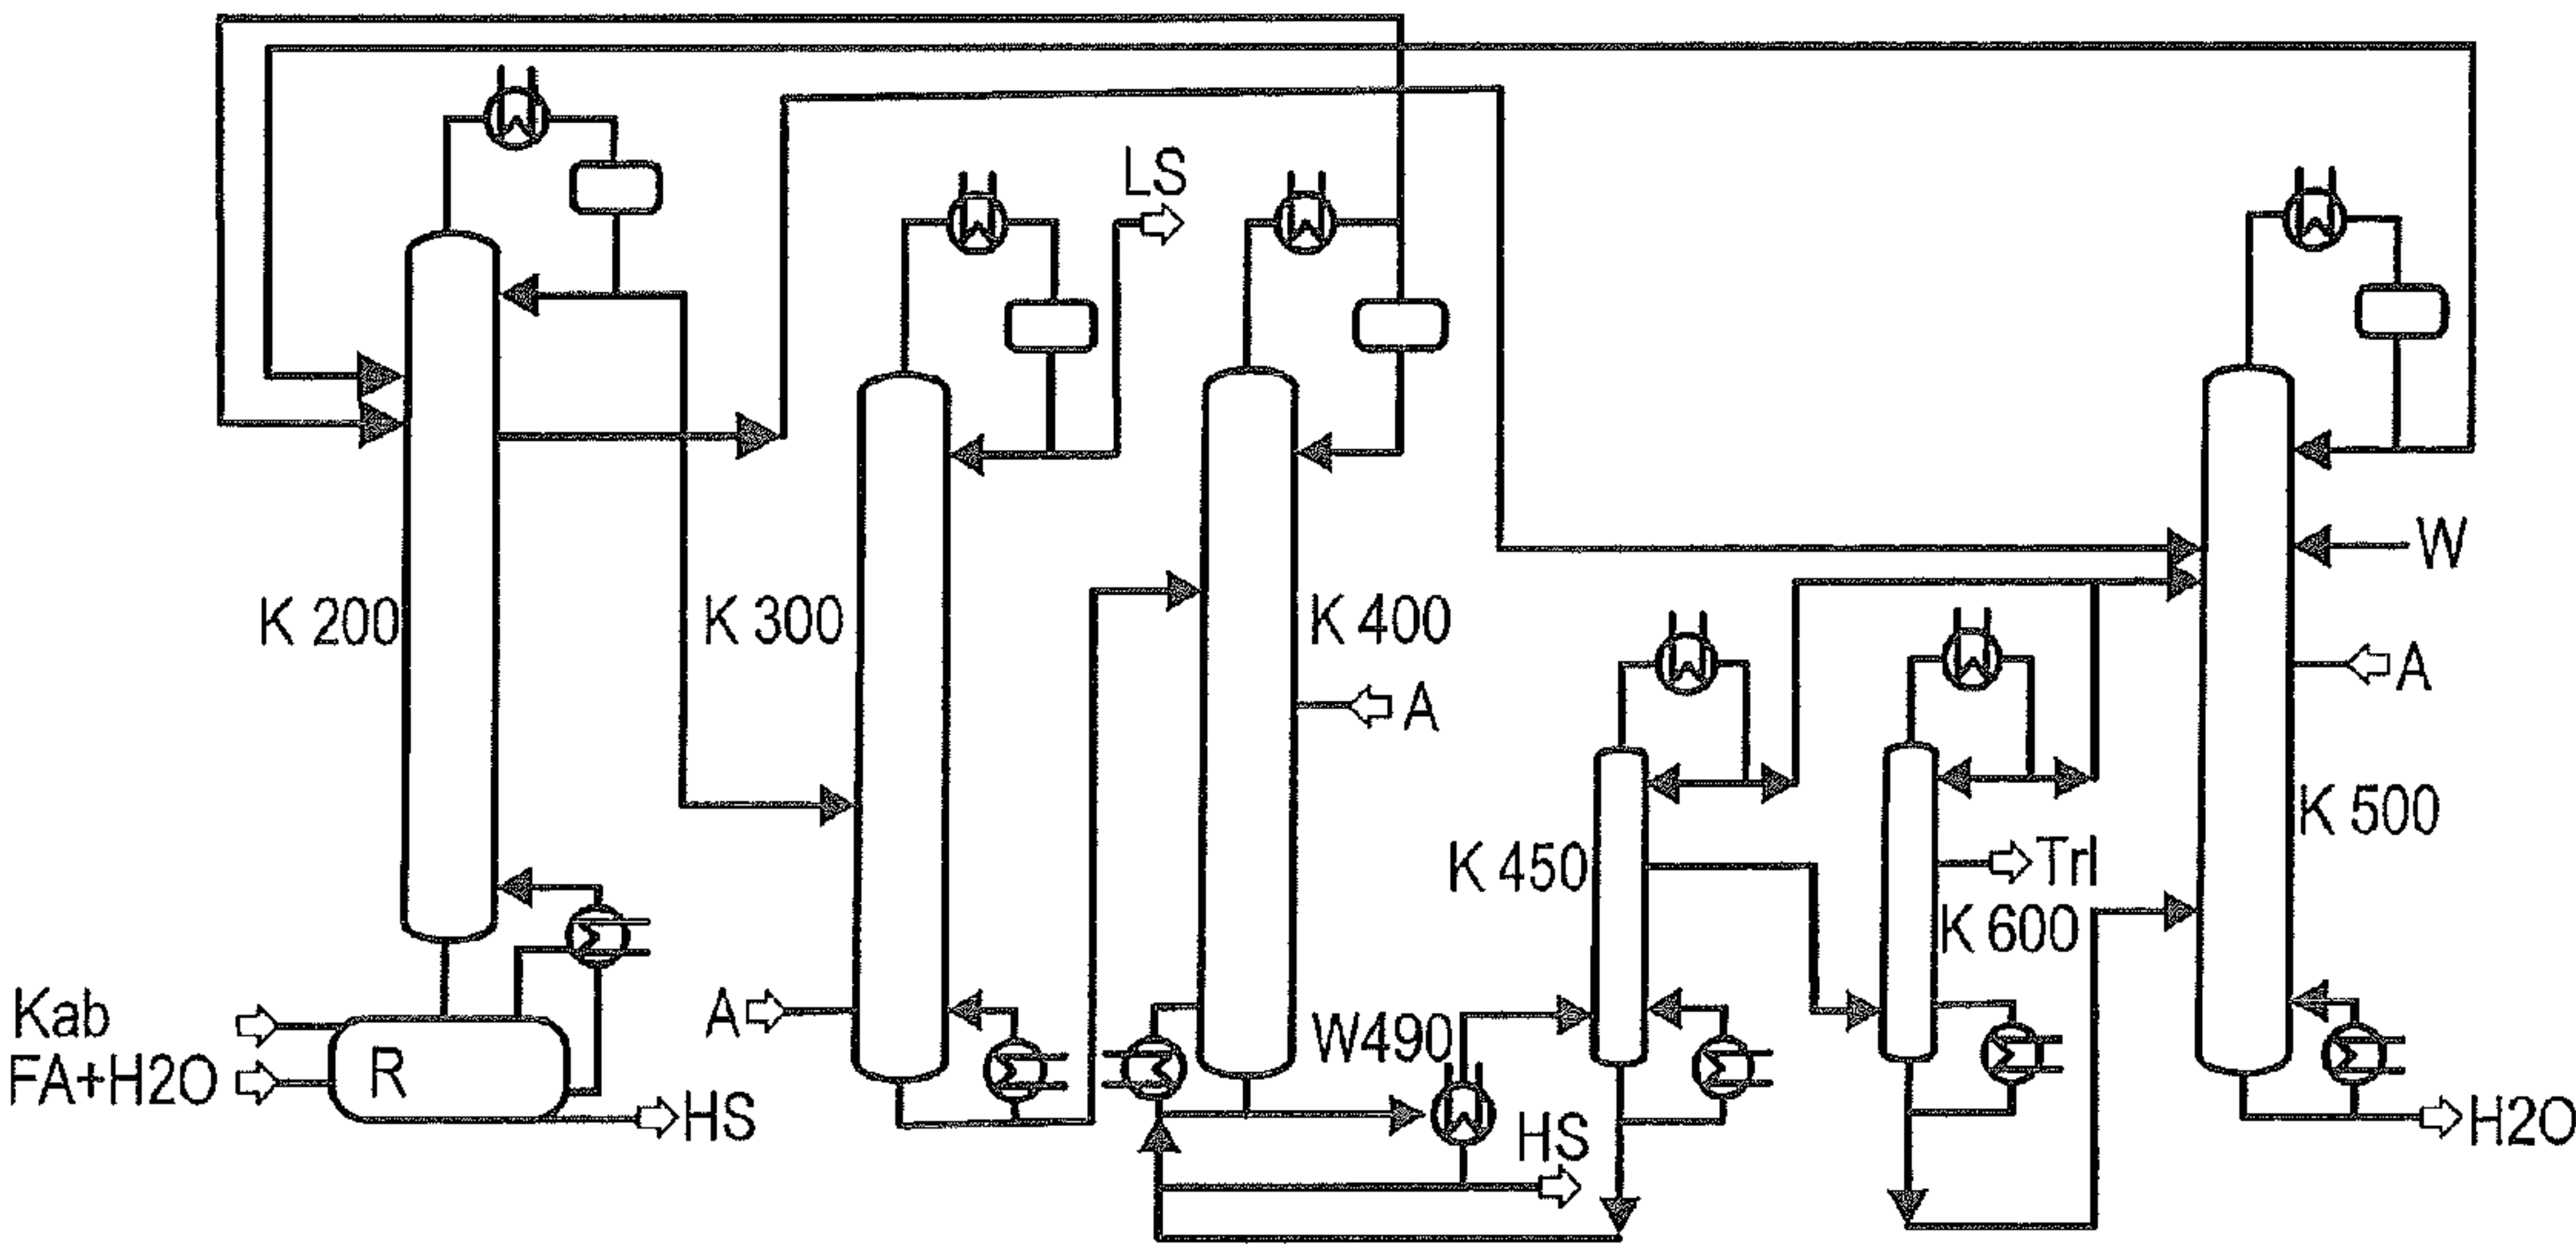 LS
W
K 200
K 300
K 400
A
A
K 500
K 450
Trl
K 600
Kab
A
W490
FA+H2O
R
HS
HS
H2O